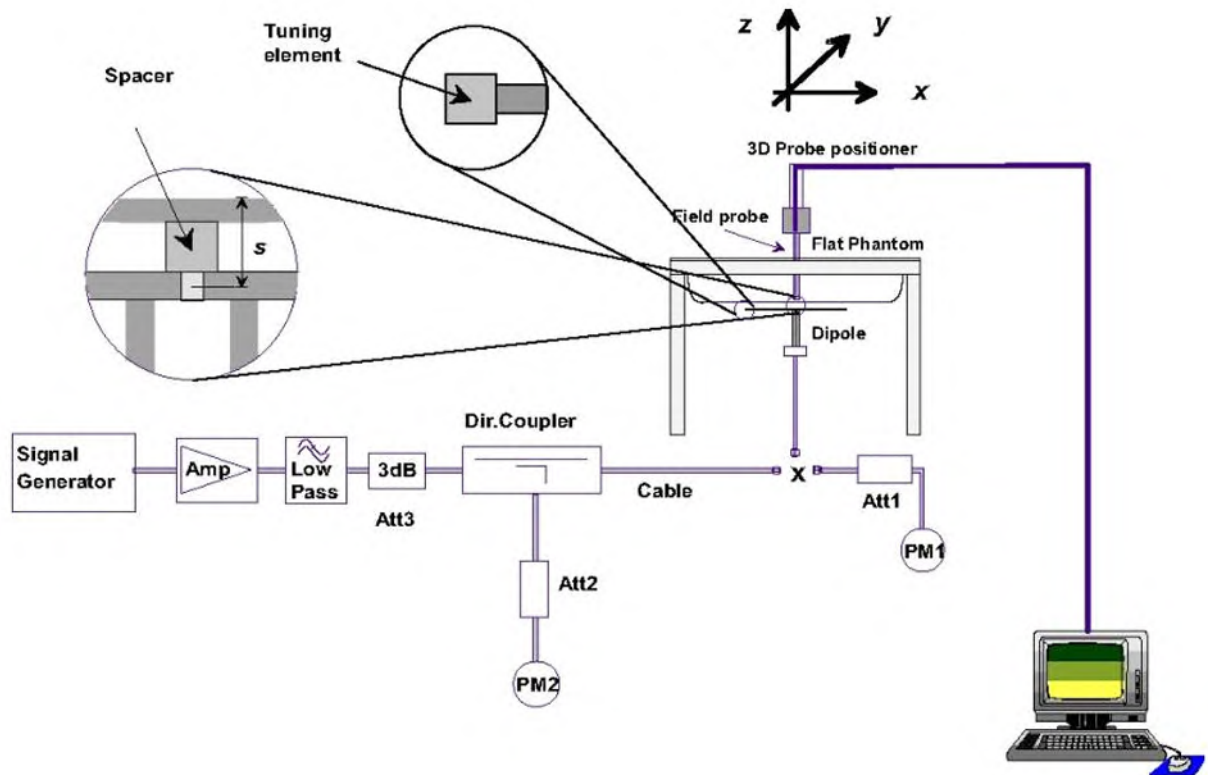 Tuning
element
Spacer
s
z
y
x
3D Probe positioner
Field probe
Flat Phantom
Dipole
Dir.Coupler
Signal
Generator
Amp
Low
Pass
3dB
Att3
Cable
X
Att1
PM1
Att2
PM2